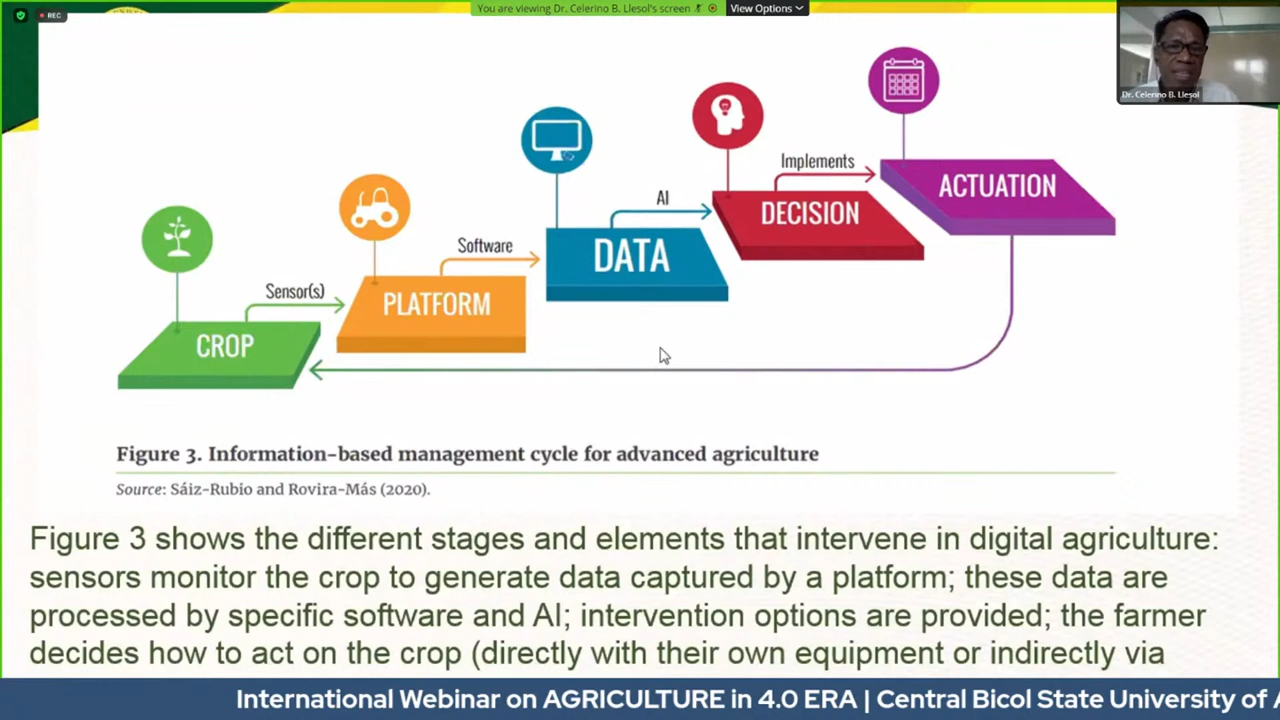 REC
You are viewing Dr. Celerino B. Llesol's screen
View Options
Dr. Celerino B. Llesol
Implements
ACTUATION
AI
DECISION
Software
DATA
Sensor(s)
PLATFORM
CROP
Figure 3. Information-based management cycle for advanced agriculture
Source: Sáiz-Rubio and Rovira-Más (2020).
Figure 3 shows the different stages and elements that intervene in digital agriculture:
sensors monitor the crop to generate data captured by a platform; these data are
processed by specific software and AI; intervention options are provided; the farmer
decides how to act on the crop (directly with their own equipment or indirectly via
International Webinar on AGRICULTURE in 4.0 ERA | Central Bicol State University of